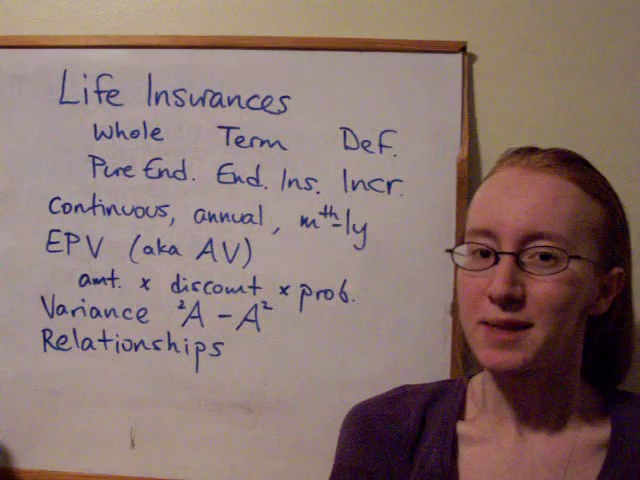 Life Insurances
Whole Term Def.
Pure End. End. Ins. Incr.
continuous, annual, mᵗʰ-ly
EPV (aka AV)
amt. x discount x prob.
Variance ²A - A²
Relationships